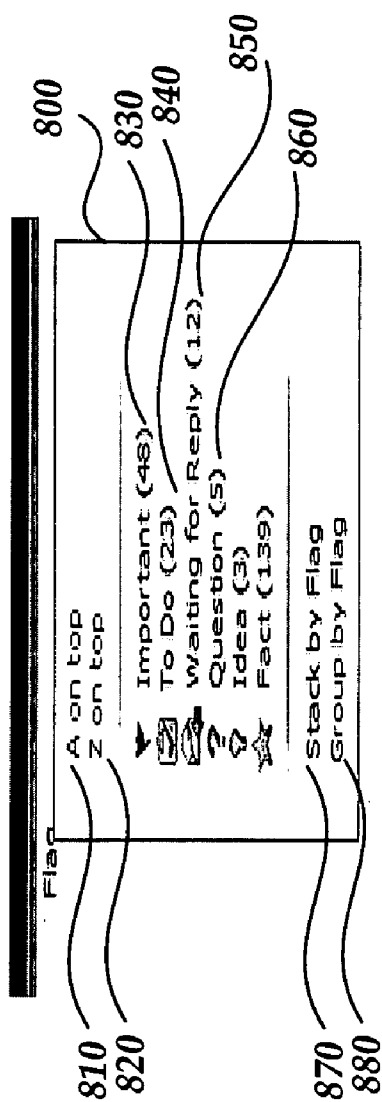 800
830
840
850
860
Flag
A on top
Z on top
Important (48)
To Do (23)
Waiting for Reply (12)
Question (5)
Idea (3)
Fact (139)
Stack by Flag
Group by Flag
810
820
870
880